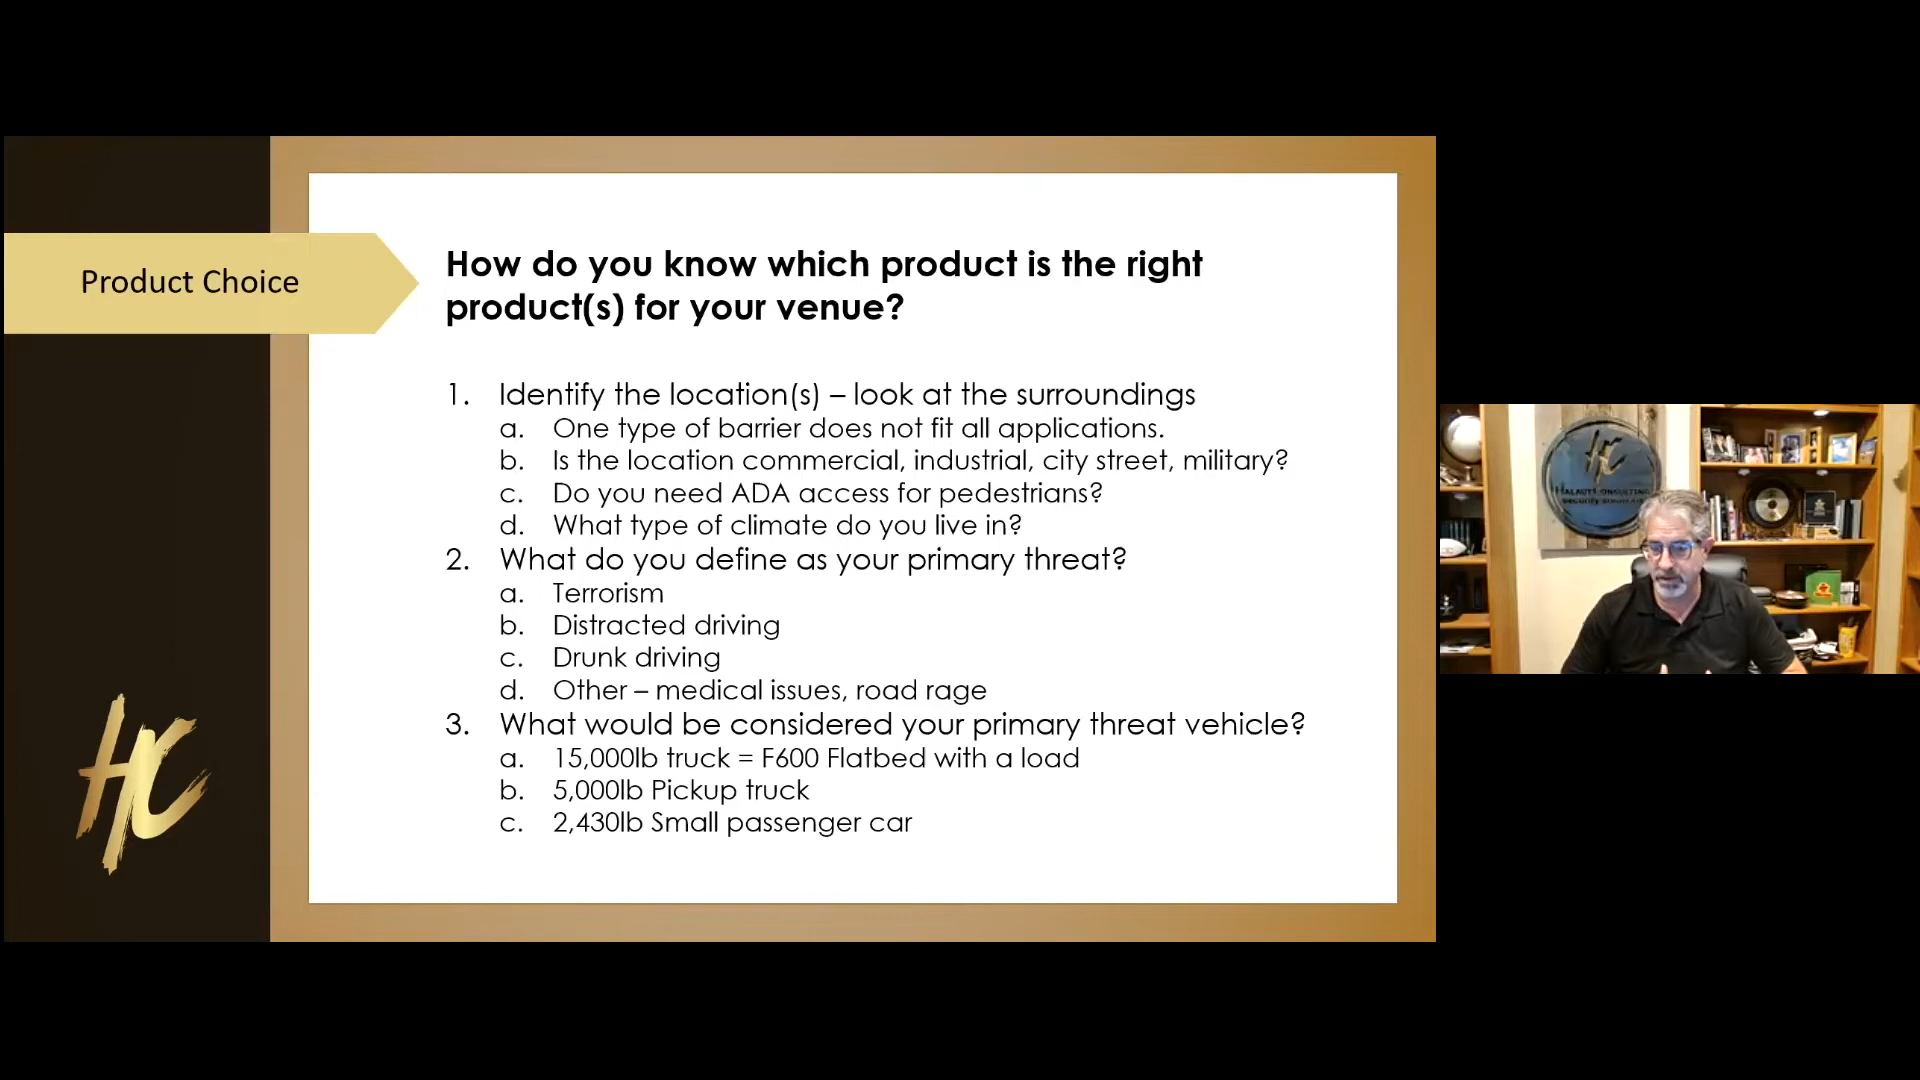 Product Choice
How do you know which product is the right
product(s) for your venue?
1. Identify the location(s) – look at the surroundings
a. One type of barrier does not fit all applications.
b. Is the location commercial, industrial, city street, military?
c. Do you need ADA access for pedestrians?
d. What type of climate do you live in?
2. What do you define as your primary threat?
a. Terrorism
b. Distracted driving
c. Drunk driving
d. Other – medical issues, road rage
3. What would be considered your primary threat vehicle?
a. 15,000lb truck = F600 Flatbed with a load
b. 5,000lb Pickup truck
c. 2,430lb Small passenger car
HC
HC